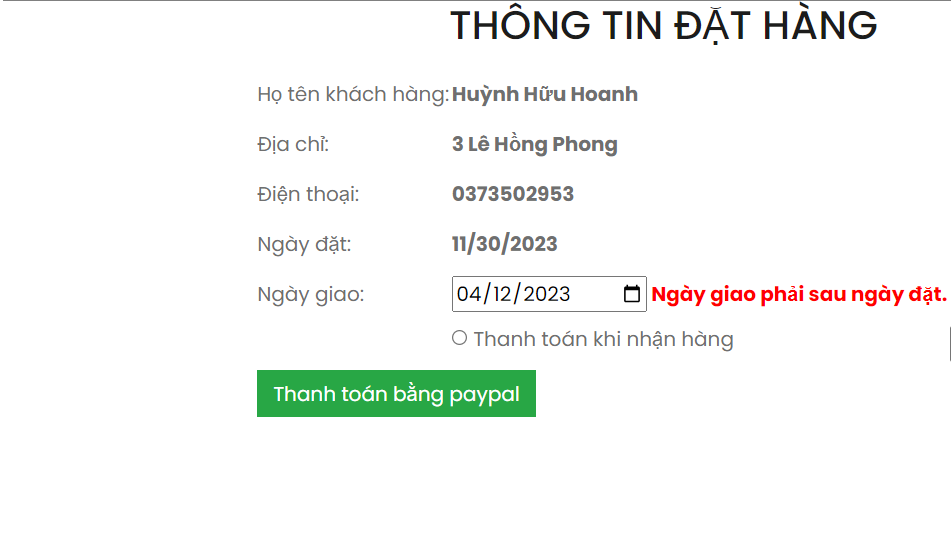 THÔNG TIN ĐẶT HÀNG
Họ tên khách hàng: Huỳnh Hữu Hoanh
Địa chỉ: 3 Lê Hồng Phong
Điện thoại: 0373502953
Ngày đặt: 11/30/2023
Ngày giao: 04/12/2023 Ngày giao phải sau ngày đặt.
Thanh toán khi nhận hàng
Thanh toán bằng paypal